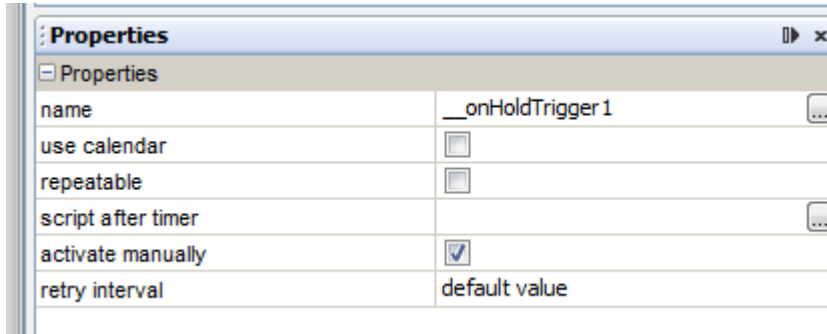 Properties
Properties
name __onHoldTrigger1 ...
use calendar
repeatable
script after timer ...
activate manually
retry interval default value